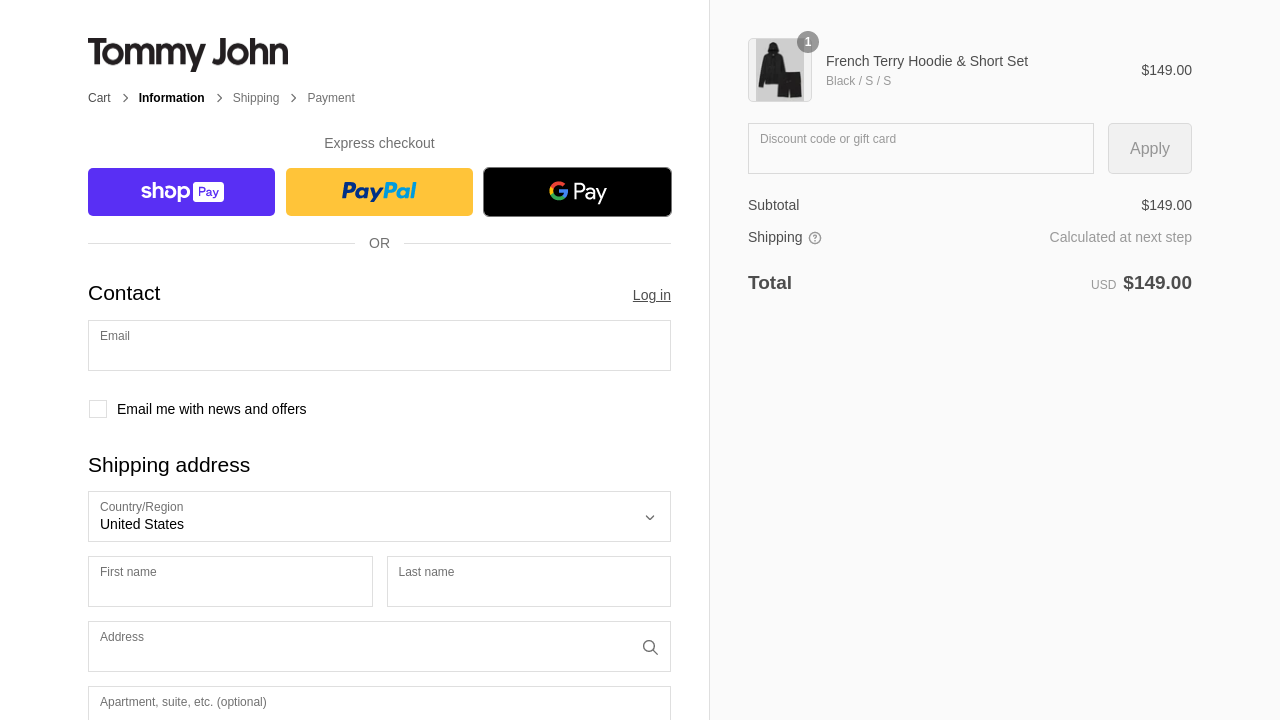 Tommy John
Cart > Information > Shipping > Payment
Express checkout
shop Pay
PayPal
G Pay
OR
Contact
Log in
Email
Email me with news and offers
Shipping address
Country/Region
United States
First name
Last name
Address
Apartment, suite, etc. (optional)
1
French Terry Hoodie & Short Set
Black / S / S
$149.00
Discount code or gift card
Apply
Subtotal $149.00
Shipping Calculated at next step
Total USD $149.00